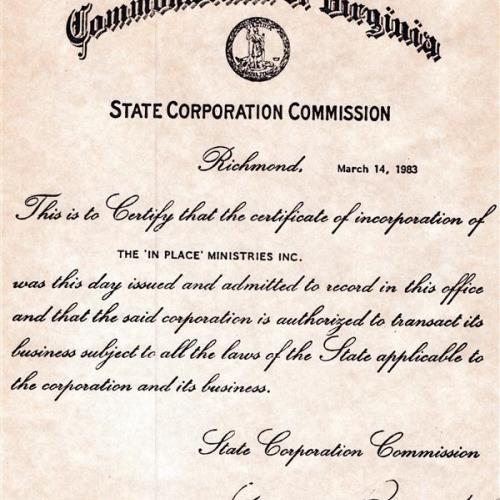 Commonwealth of Virginia
STATE CORPORATION COMMISSION
Richmond, March 14, 1983
This is to Certify that the certificate of incorporation of
THE 'IN PLACE' MINISTRIES INC.
was this day issued and admitted to record in this office
and that the said corporation is authorized to transact its
business subject to all the laws of the State applicable to
the corporation and its business.
State Corporation Commission